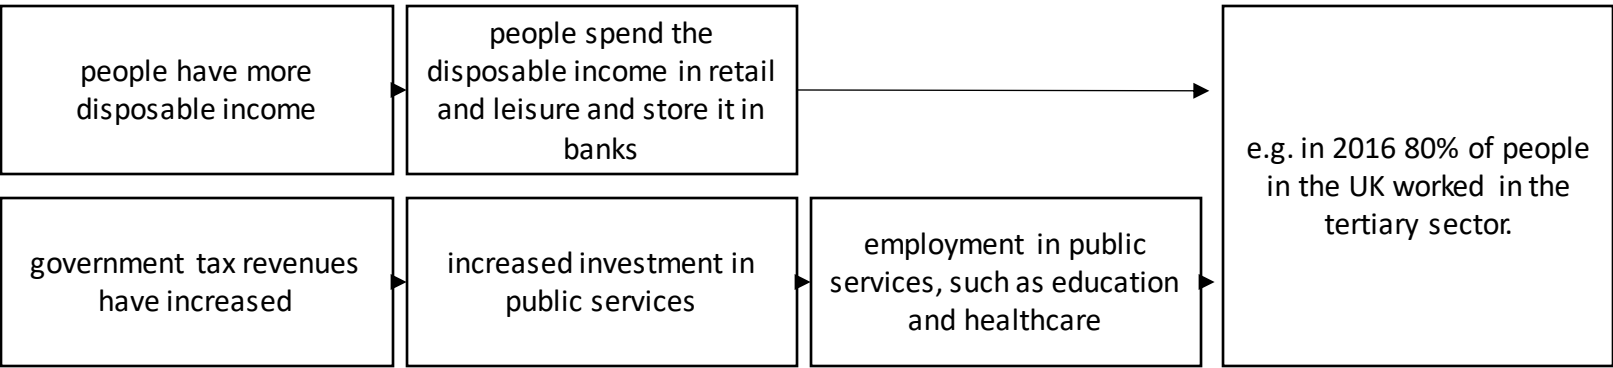 people have more
disposable income
people spend the
disposable income in retail
and leisure and store it in
banks
e.g. in 2016 80% of people
in the UK worked in the
tertiary sector.
government tax revenues
have increased
increased investment in
public services
employment in public
services, such as education
and healthcare